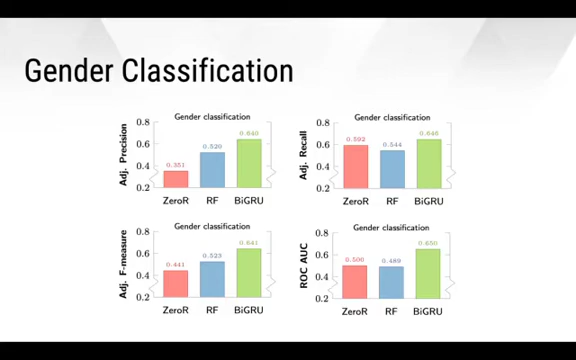 Gender Classification
Gender classification
Adj. Precision
0.8
0.6
0.4
0.2
0.351
0.520
0.640
ZeroR RF BiGRU
Gender classification
Adj. Recall
0.8
0.6
0.4
0.2
0.592
0.544
0.646
ZeroR RF BiGRU
Gender classification
Adj. F-measure
0.8
0.6
0.4
0.2
0.441
0.523
0.641
ZeroR RF BiGRU
Gender classification
ROC AUC
0.8
0.6
0.4
0.2
0.500
0.489
0.650
ZeroR RF BiGRU